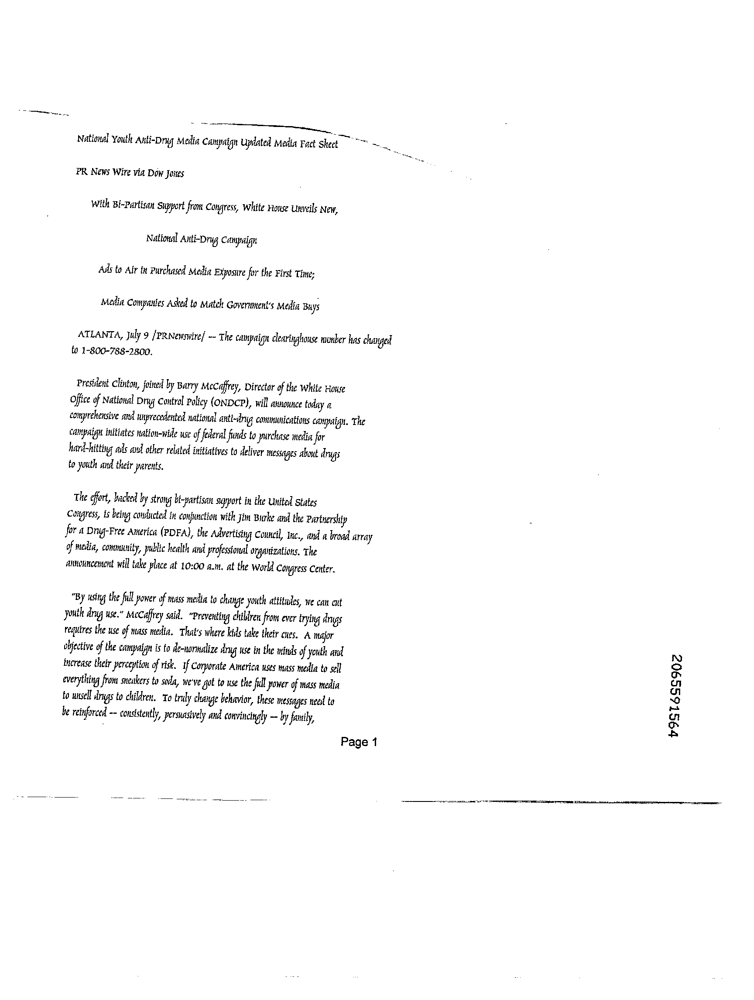 National Youth Anti-Drug Media Campaign Updated Media Fact Sheet
PR News Wire via Dow Jones
With Bi-Partisan Support from Congress, White House Unveils New,
National Anti-Drug Campaign
Ads to Air in Purchased Media Exposure for the First Time;
Media Companies Asked to Match Government's Media Buys
ATLANTA, July 9 /PRNewswire/ -- The campaign clearinghouse number has changed
to 1-800-788-2800.
President Clinton, joined by Barry McCaffrey, Director of the White House
Office of National Drug Control Policy (ONDCP), will announce today a
comprehensive and unprecedented national anti-drug communications campaign. The
campaign initiates nation-wide use of federal funds to purchase media for
hard-hitting ads and other related initiatives to deliver messages about drugs
to youth and their parents.
The effort, backed by strong bi-partisan support in the United States
Congress, is being conducted in conjunction with Jim Burke and the Partnership
for a Drug-Free America (PDFA), the Advertising Council, Inc., and a broad array
of media, community, public health and professional organizations. The
announcement will take place at 10:00 a.m. at the World Congress Center.
"By using the full power of mass media to change youth attitudes, we can cut
youth drug use." McCaffrey said. "Preventing children from ever trying drugs
requires the use of mass media. That's where kids take their cues. A major
objective of the campaign is to de-normalize drug use in the minds of youth and
increase their perception of risk. If Corporate America uses mass media to sell
everything from sneakers to soda, we've got to use the full power of mass media
to unsell drugs to children. To truly change behavior, these messages need to
be reinforced -- consistently, persuasively and convincingly -- by family,
Page 1
2065591564